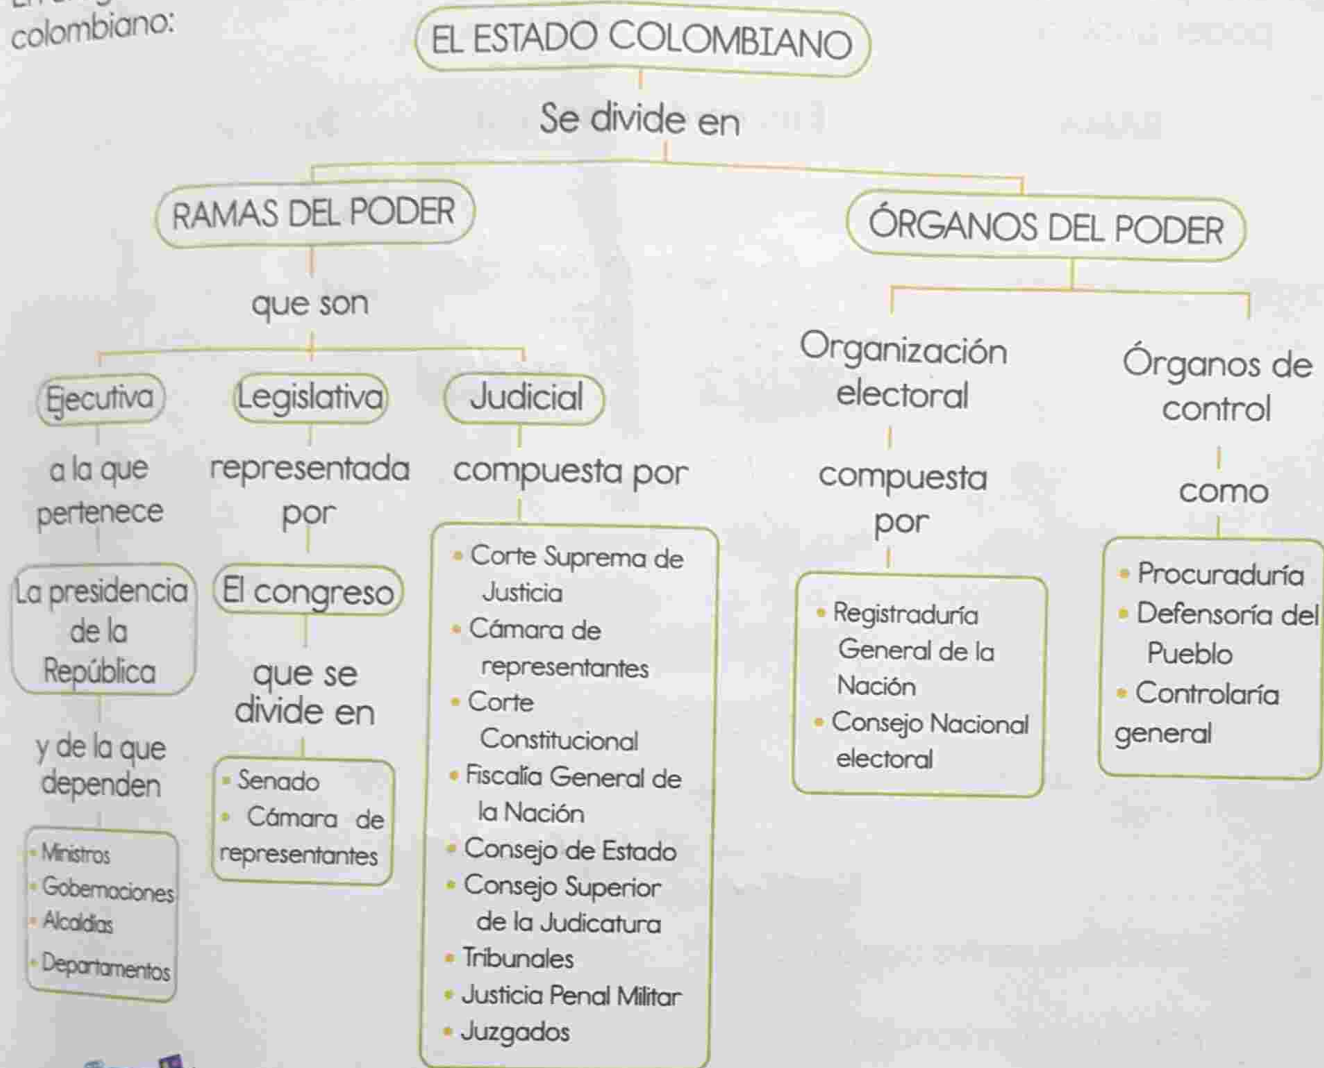 colombiano:
EL ESTADO COLOMBIANO
Se divide en
RAMAS DEL PODER
que son
Ejecutiva
a la que
pertenece
La presidencia
de la
República
y de la que
dependen
• Ministros
• Gobernaciones
• Alcaldías
• Departamentos
Legislativa
representada
por
El congreso
que se
divide en
• Senado
• Cámara de
representantes
Judicial
compuesta por
• Corte Suprema de
Justicia
• Cámara de
representantes
• Corte
Constitucional
• Fiscalía General de
la Nación
• Consejo de Estado
• Consejo Superior
de la Judicatura
• Tribunales
• Justicia Penal Militar
• Juzgados
ÓRGANOS DEL PODER
Organización
electoral
compuesta
por
• Registraduría
General de la
Nación
• Consejo Nacional
electoral
Órganos de
control
como
• Procuraduría
• Defensoría del
Pueblo
• Controlaría
general